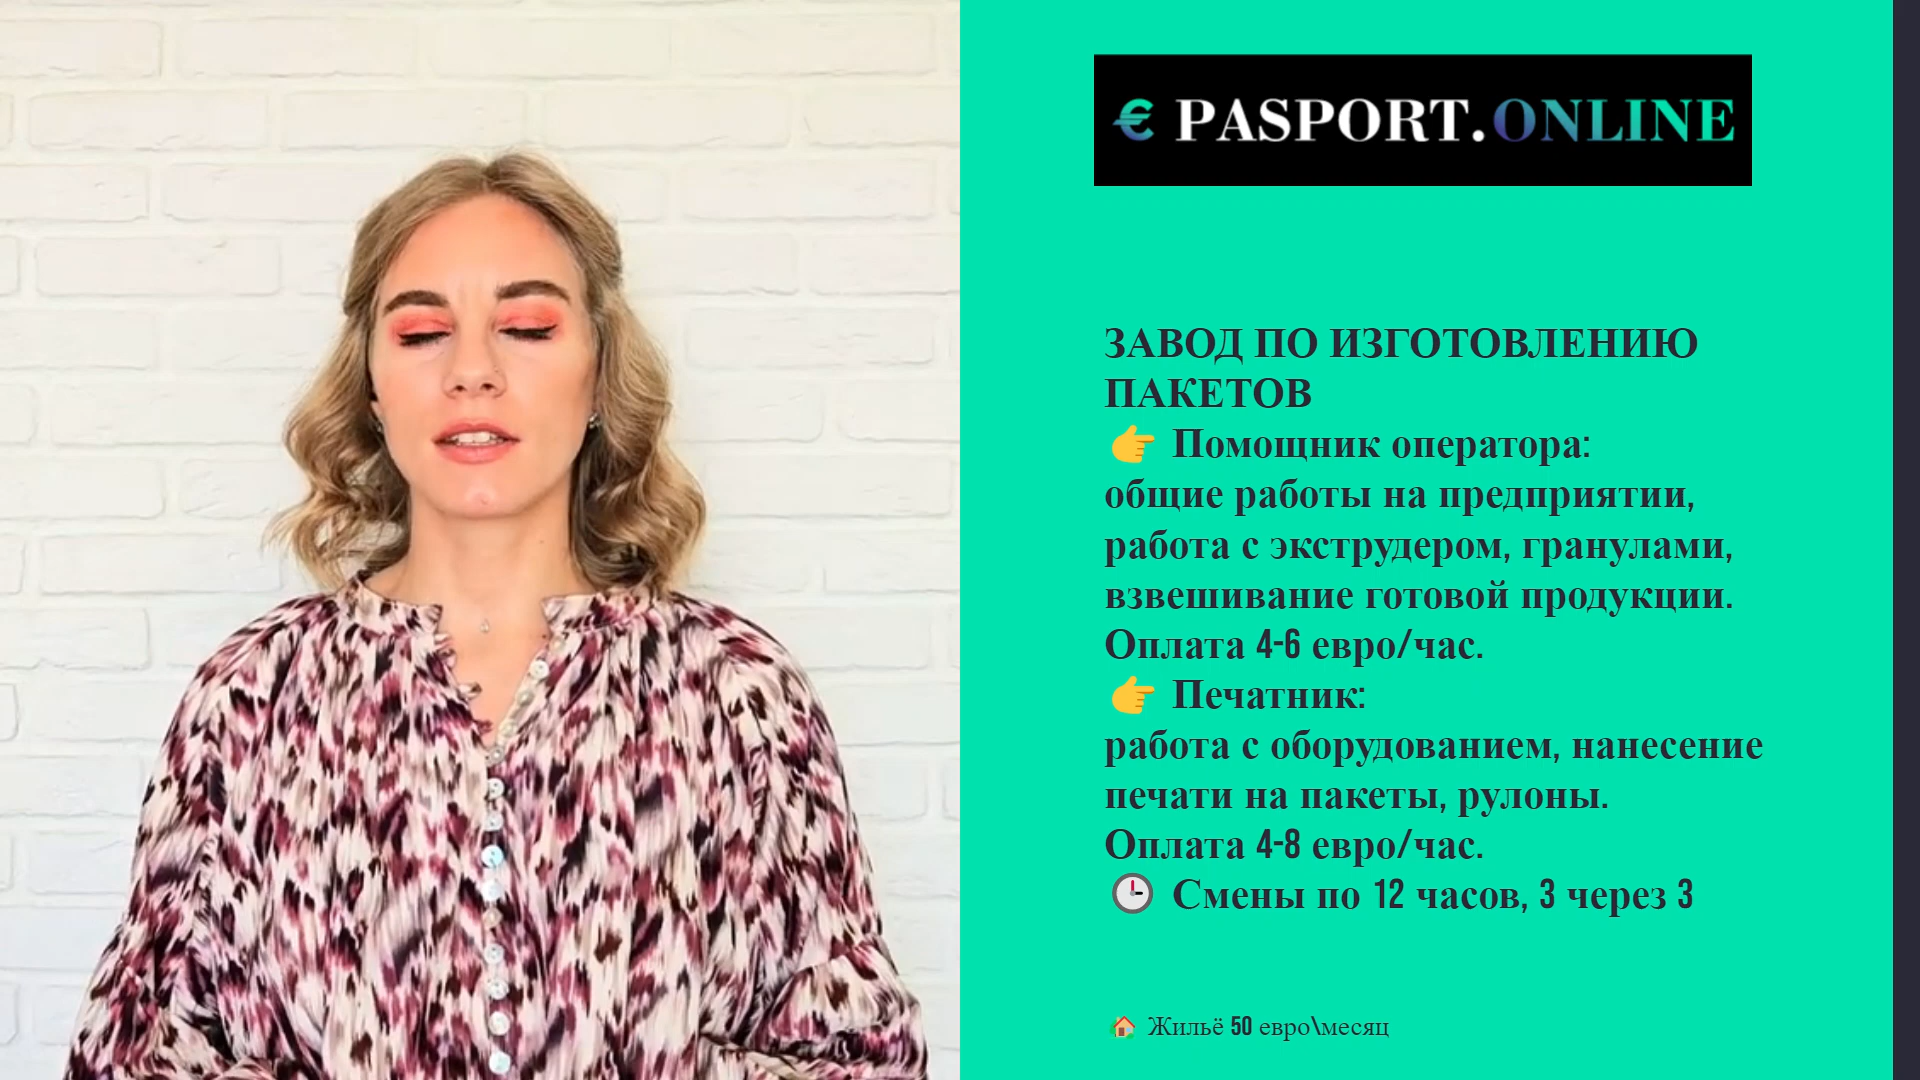 € PASPORT.ONLINE
ЗАВОД ПО ИЗГОТОВЛЕНИЮ
ПАКЕТОВ
👉 Помощник оператора:
общие работы на предприятии,
работа с экструдером, гранулами,
взвешивание готовой продукции.
Оплата 4-6 евро/час.
👉 Печатник:
работа с оборудованием, нанесение
печати на пакеты, рулоны.
Оплата 4-8 евро/час.
🕒 Смены по 12 часов, 3 через 3
🏠 Жильё 50 евро\месяц